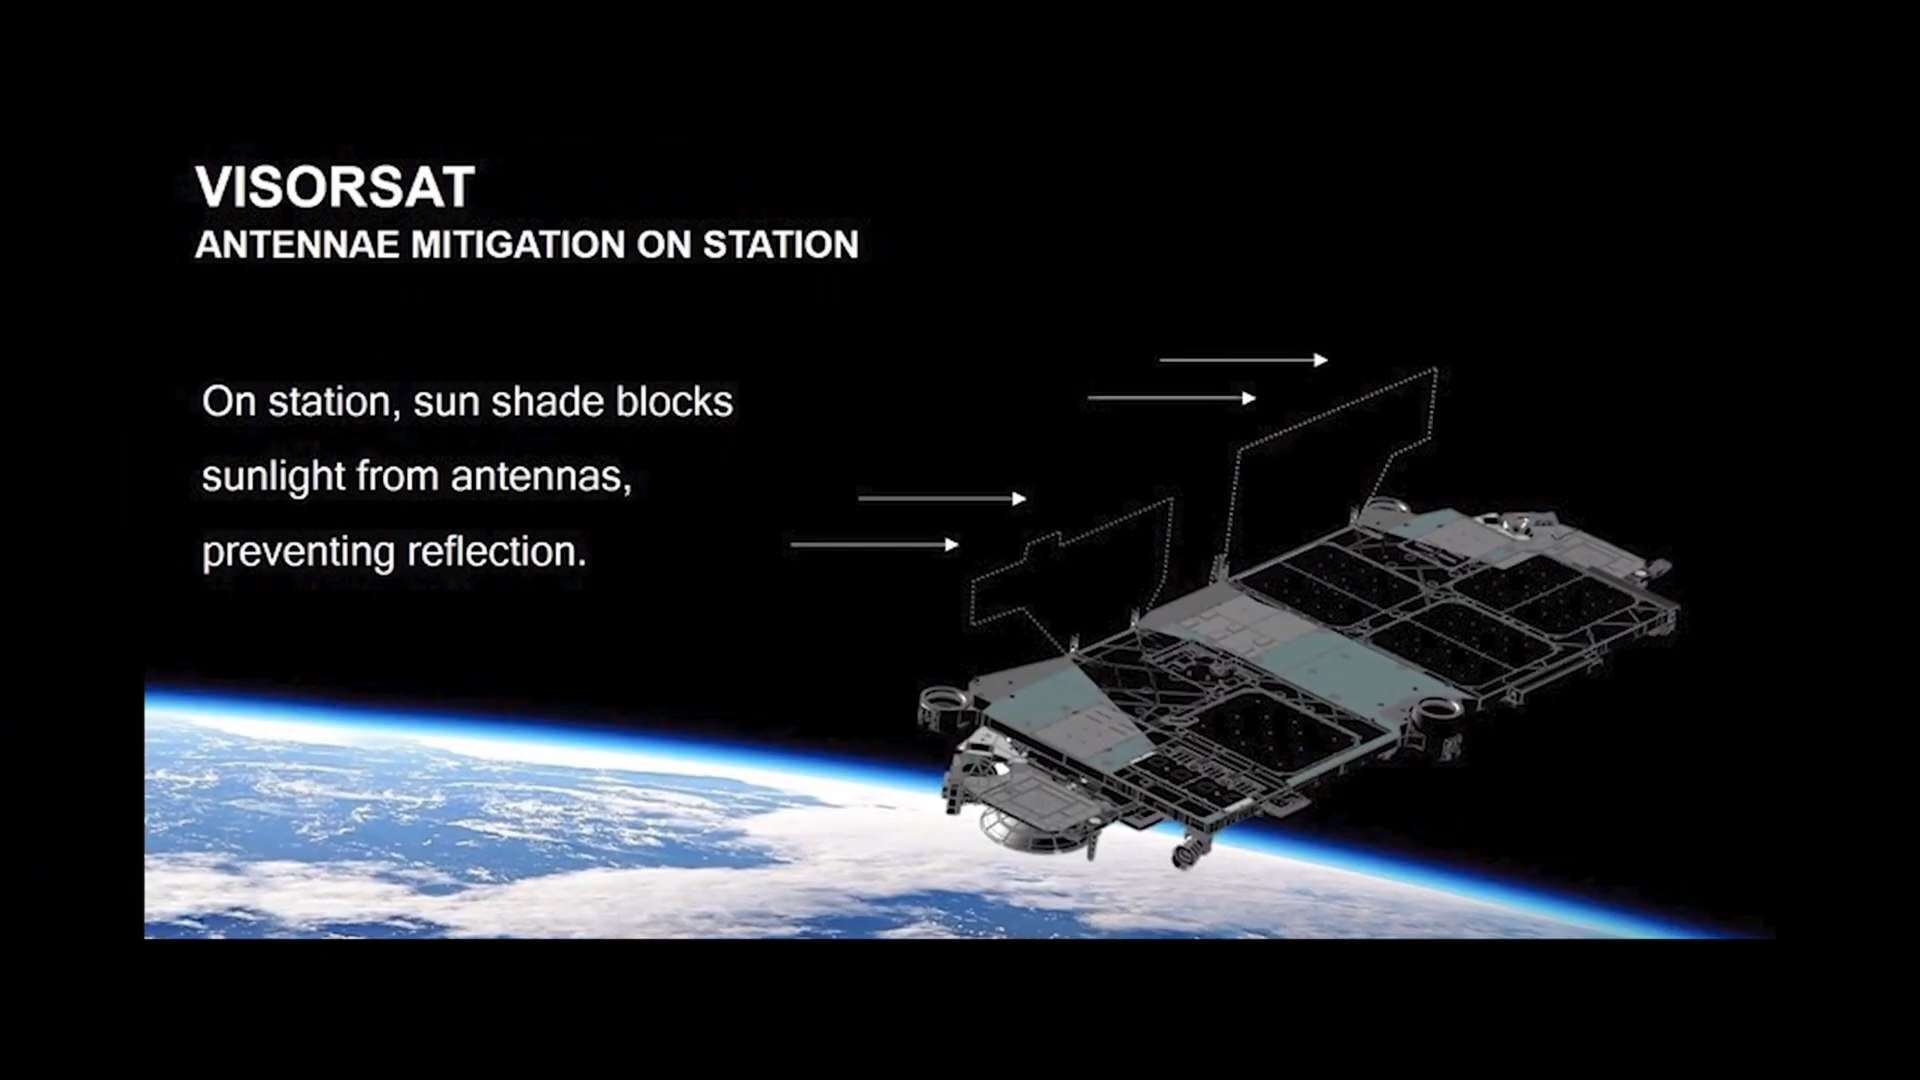 VISORSAT
ANTENNAE MITIGATION ON STATION
On station, sun shade blocks
sunlight from antennas,
preventing reflection.